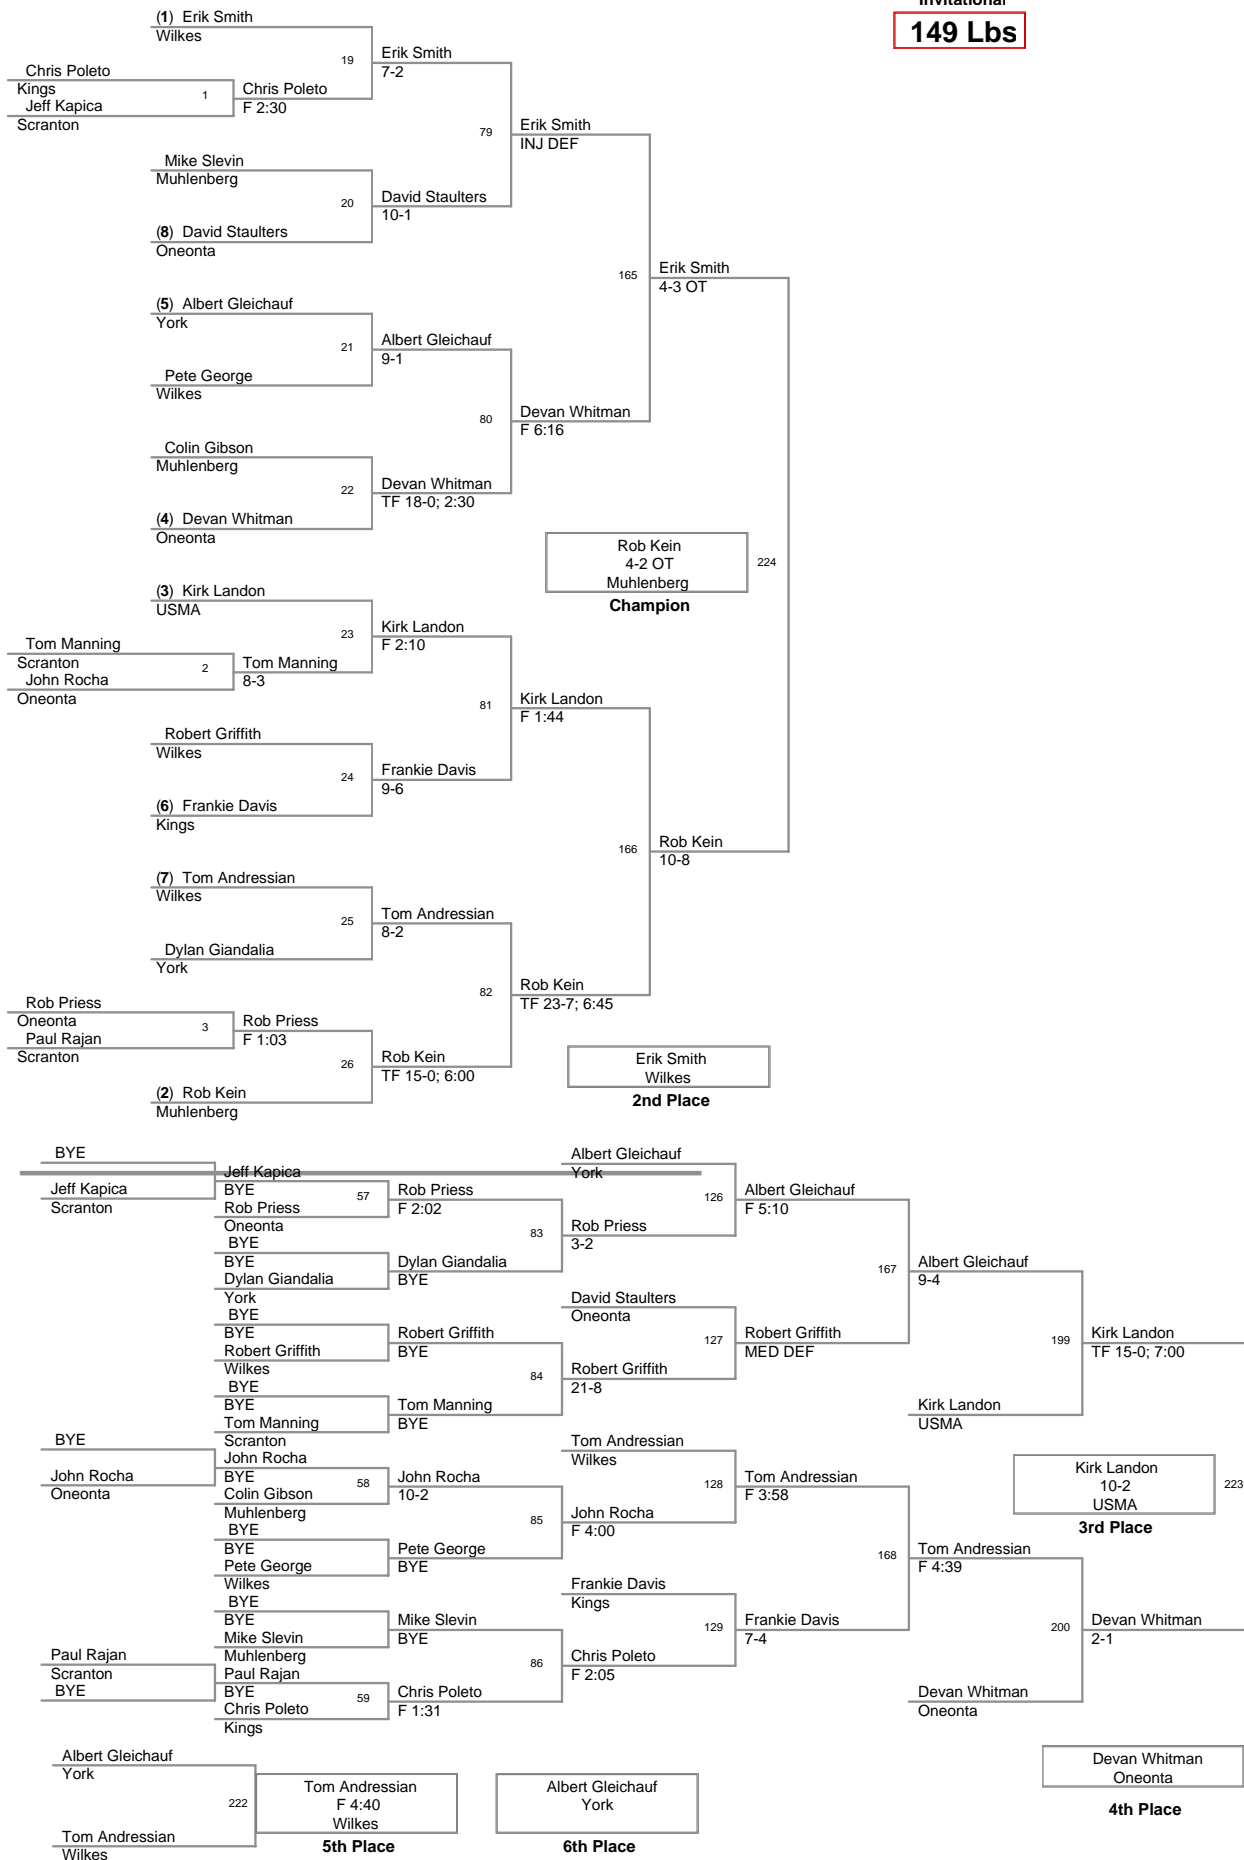 Invitational
149 Lbs
(1) Erik Smith
Wilkes
19
Erik Smith
7-2
Chris Poleto
Kings
1
Chris Poleto
F 2:30
Jeff Kapica
Scranton
79
Erik Smith
INJ DEF
Mike Slevin
Muhlenberg
20
David Staulters
10-1
(8) David Staulters
Oneonta
165
Erik Smith
4-3 OT
(5) Albert Gleichauf
York
21
Albert Gleichauf
9-1
Pete George
Wilkes
80
Devan Whitman
F 6:16
Colin Gibson
Muhlenberg
22
Devan Whitman
TF 18-0; 2:30
(4) Devan Whitman
Oneonta
Rob Kein
4-2 OT
Muhlenberg
224
Champion
(3) Kirk Landon
USMA
23
Kirk Landon
F 2:10
Tom Manning
Scranton
2
Tom Manning
8-3
John Rocha
Oneonta
81
Kirk Landon
F 1:44
Robert Griffith
Wilkes
24
Frankie Davis
9-6
(6) Frankie Davis
Kings
166
Rob Kein
10-8
(7) Tom Andressian
Wilkes
25
Tom Andressian
8-2
Dylan Giandalia
York
82
Rob Kein
TF 23-7; 6:45
Rob Priess
Oneonta
3
Rob Priess
F 1:03
Paul Rajan
Scranton
26
Rob Kein
TF 15-0; 6:00
(2) Rob Kein
Muhlenberg
Erik Smith
Wilkes
2nd Place
BYE
Jeff Kapica
Scranton
Jeff Kapica
BYE
57
Rob Priess
F 2:02
Rob Priess
Oneonta
83
Rob Priess
3-2
BYE
BYE
Dylan Giandalia
BYE
Dylan Giandalia
York
Albert Gleichauf
York
126
Albert Gleichauf
F 5:10
167
Albert Gleichauf
9-4
BYE
BYE
Robert Griffith
BYE
Robert Griffith
Wilkes
84
Robert Griffith
21-8
BYE
BYE
Tom Manning
BYE
Tom Manning
Scranton
David Staulters
Oneonta
127
Robert Griffith
MED DEF
199
Kirk Landon
TF 15-0; 7:00
Kirk Landon
USMA
BYE
John Rocha
Oneonta
John Rocha
BYE
58
John Rocha
10-2
Colin Gibson
Muhlenberg
85
John Rocha
F 4:00
BYE
BYE
Pete George
BYE
Pete George
Wilkes
Tom Andressian
Wilkes
128
Tom Andressian
F 3:58
Kirk Landon
10-2
USMA
223
3rd Place
168
Tom Andressian
F 4:39
BYE
BYE
Mike Slevin
BYE
Mike Slevin
Muhlenberg
86
Chris Poleto
F 2:05
Frankie Davis
Kings
129
Frankie Davis
7-4
200
Devan Whitman
2-1
Paul Rajan
Scranton
BYE
Paul Rajan
BYE
59
Chris Poleto
F 1:31
Chris Poleto
Kings
Devan Whitman
Oneonta
Albert Gleichauf
York
222
Tom Andressian
Wilkes
Tom Andressian
F 4:40
Wilkes
5th Place
Albert Gleichauf
York
6th Place
Devan Whitman
Oneonta
4th Place